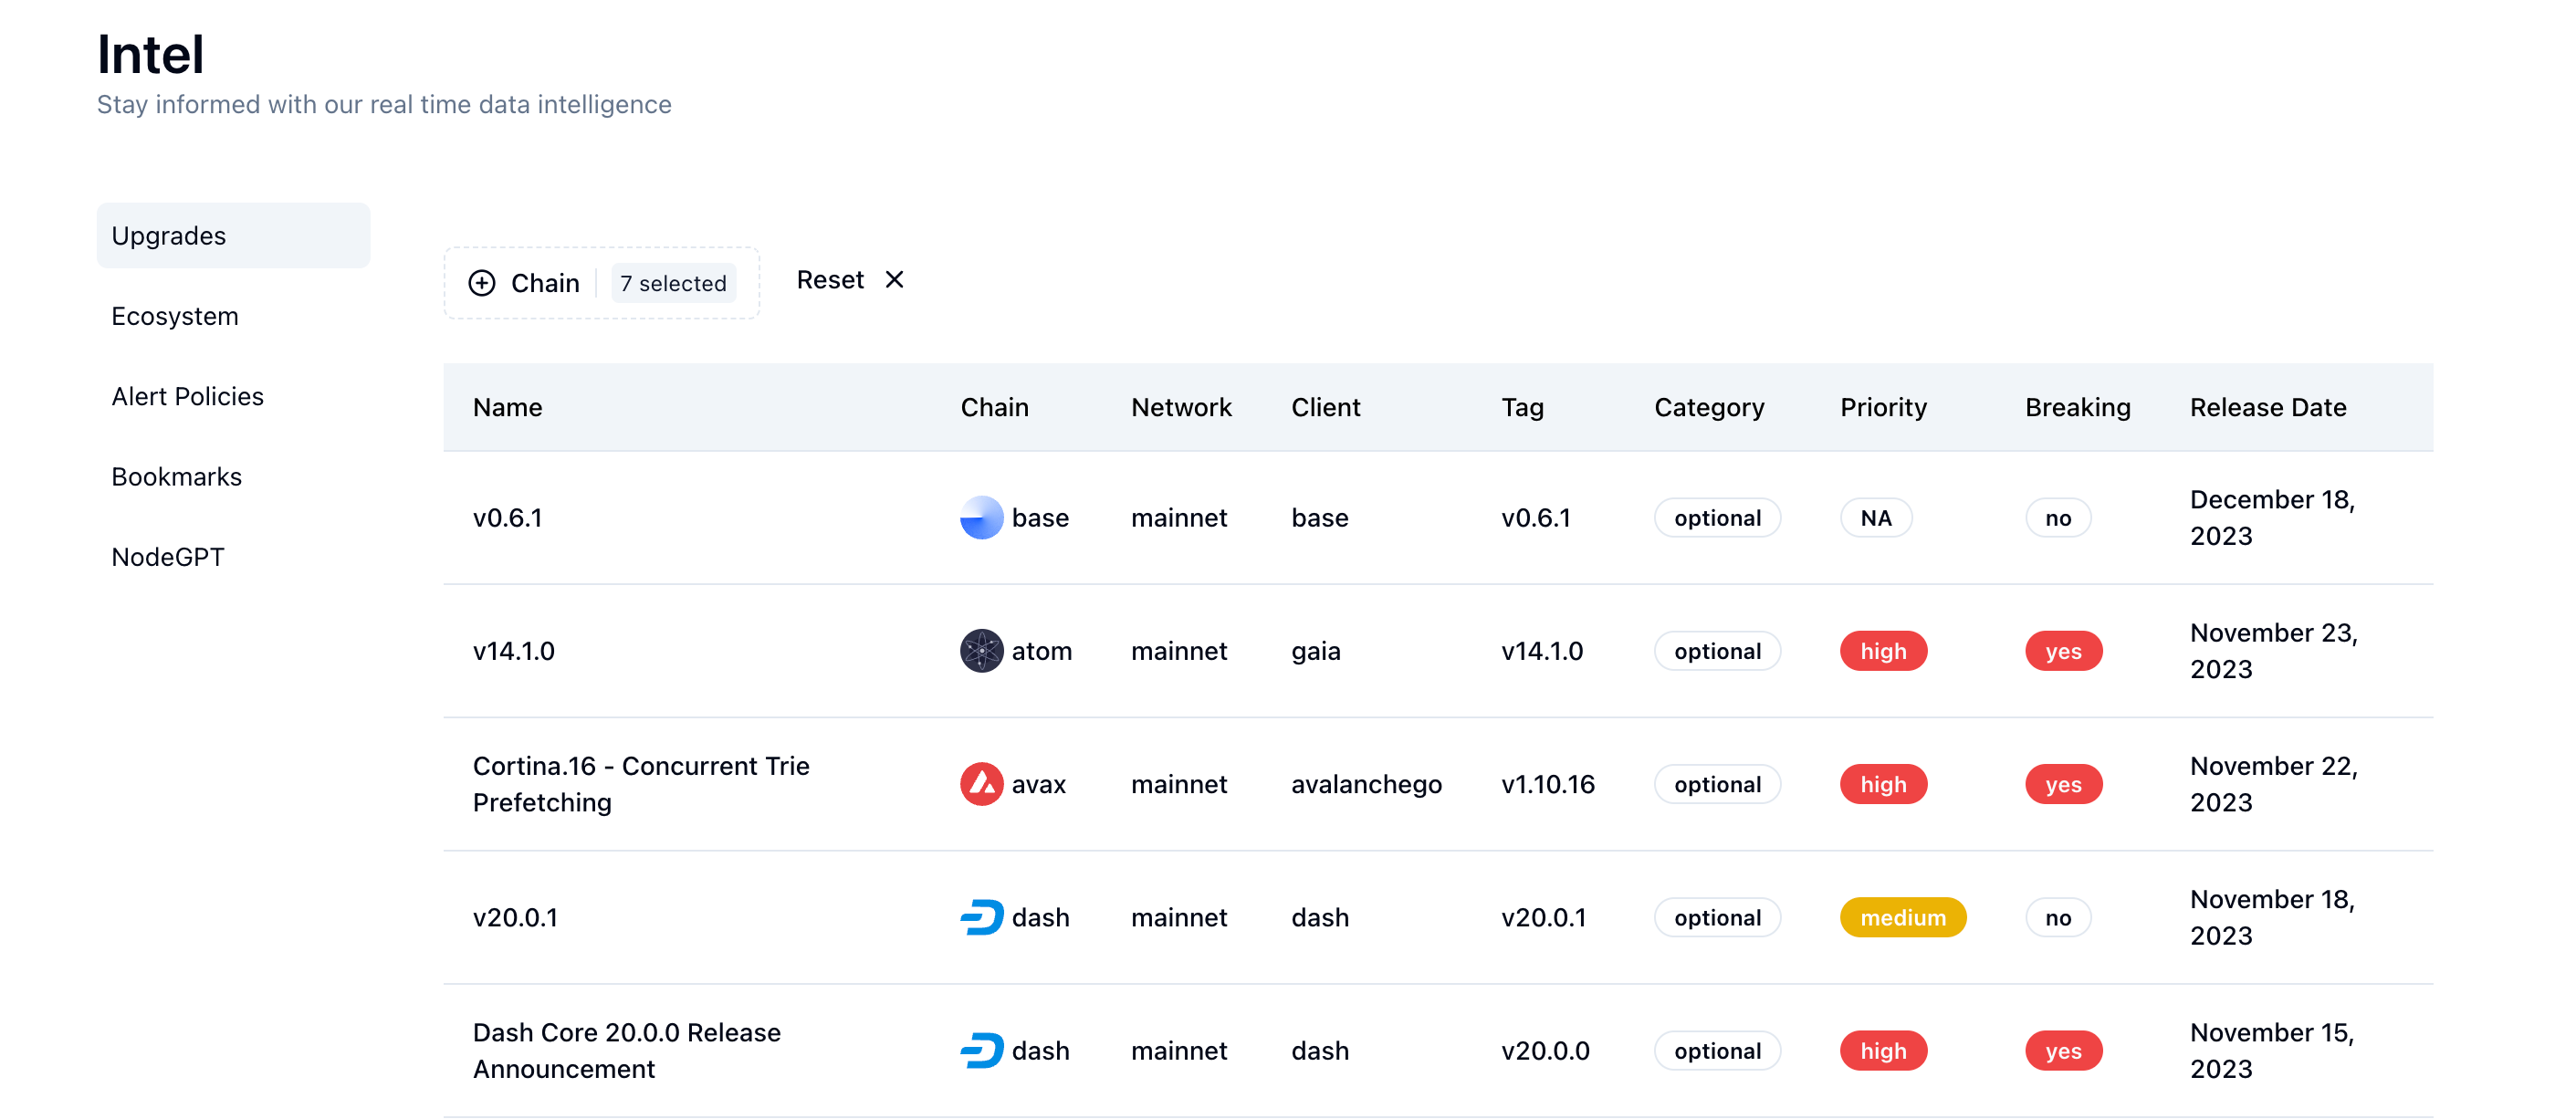 Intel
Stay informed with our real time data intelligence
Upgrades
Ecosystem
Alert Policies
Bookmarks
NodeGPT
Chain 7 selected Reset
Name Chain Network Client Tag Category Priority Breaking Release Date
v0.6.1 base mainnet base v0.6.1 optional NA no December 18,
2023
v14.1.0 atom mainnet gaia v14.1.0 optional high yes November 23,
2023
Cortina.16 - Concurrent Trie
Prefetching
avax mainnet avalanchego v1.10.16 optional high yes
November 22,
2023
v20.0.1 dash mainnet dash v20.0.1 optional medium no November 18,
2023
Dash Core 20.0.0 Release
Announcement
dash mainnet dash v20.0.0 optional high yes
November 15,
2023